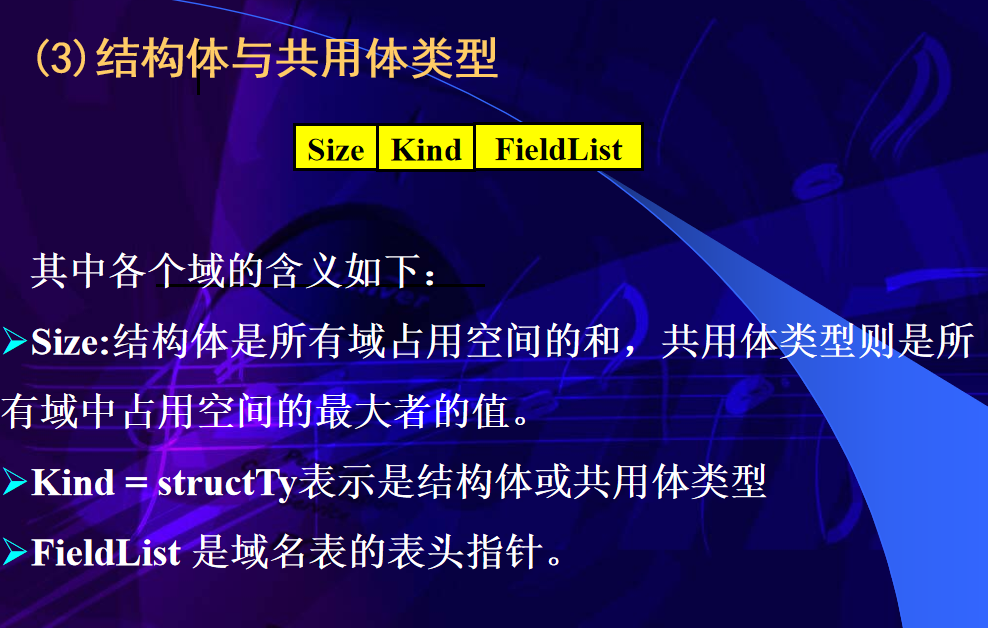 (3)结构体与共用体类型
Size Kind FieldList
其中各个域的含义如下：
➢Size:结构体是所有域占用空间的和，共用体类型则是所
有域中占用空间的最大者的值。
➢Kind = structTy表示是结构体或共用体类型
➢FieldList 是域名表的表头指针。